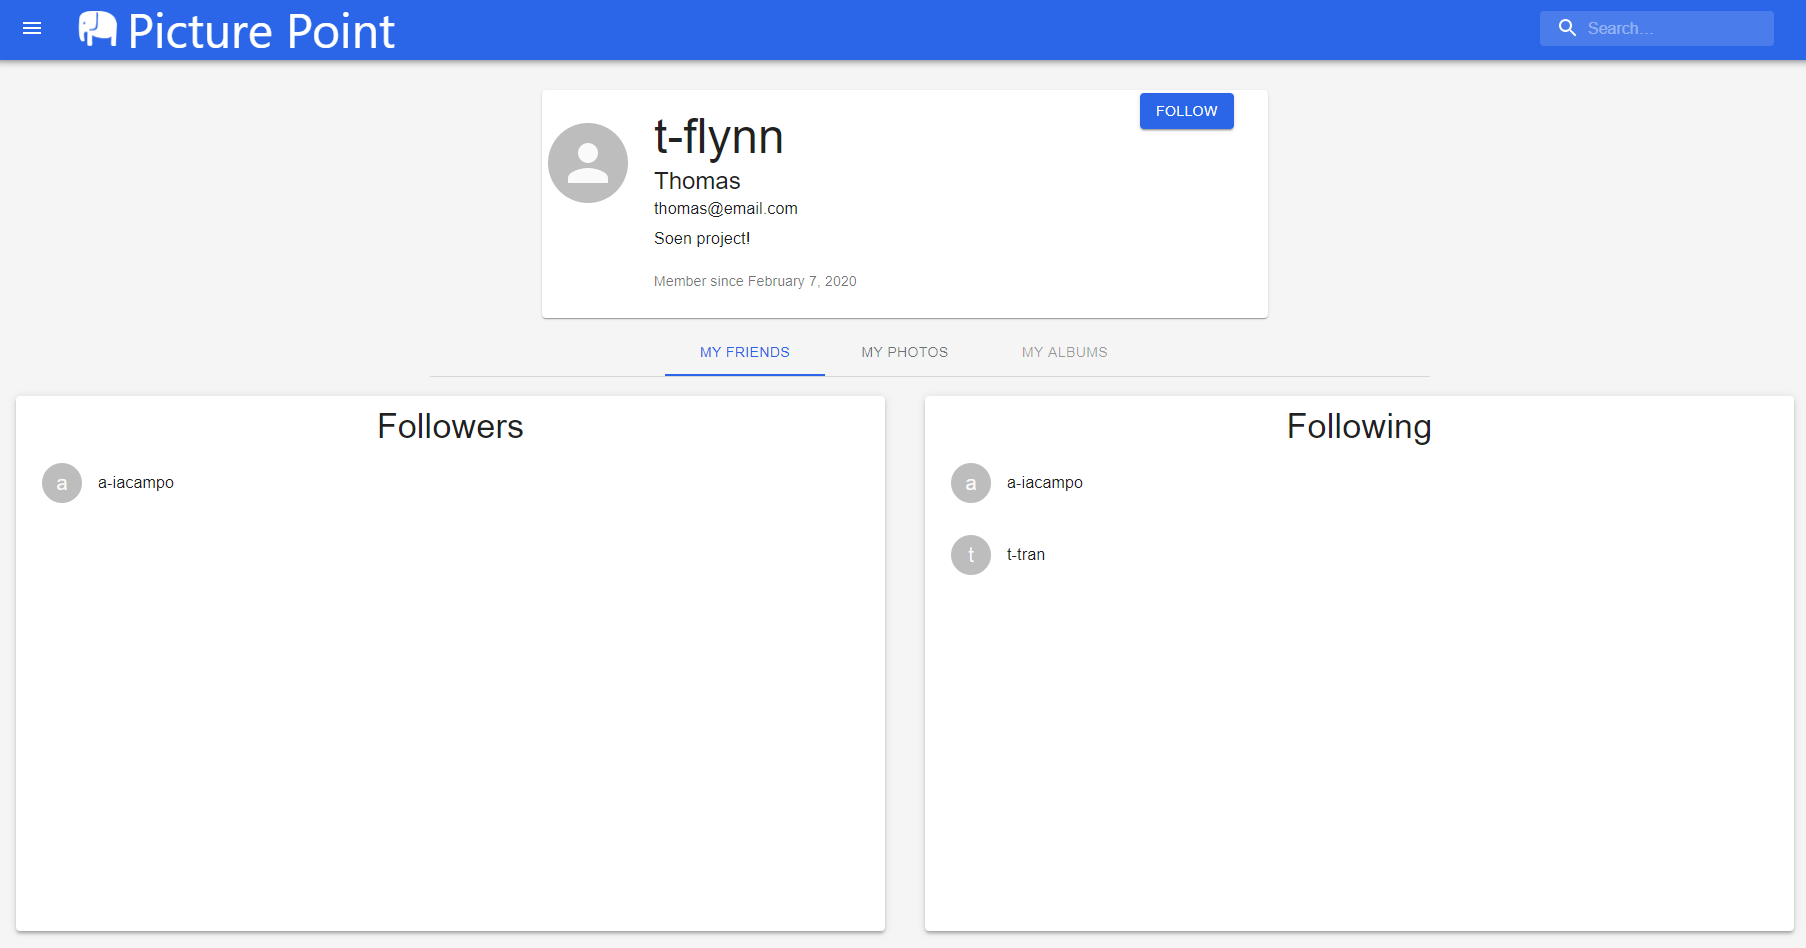 Picture Point
Search...
FOLLOW
t-flynn
Thomas
thomas@email.com
Soen project!
Member since February 7, 2020
MY FRIENDS MY PHOTOS MY ALBUMS
Followers
a
a-iacampo
Following
a
a-iacampo
t
t-tran